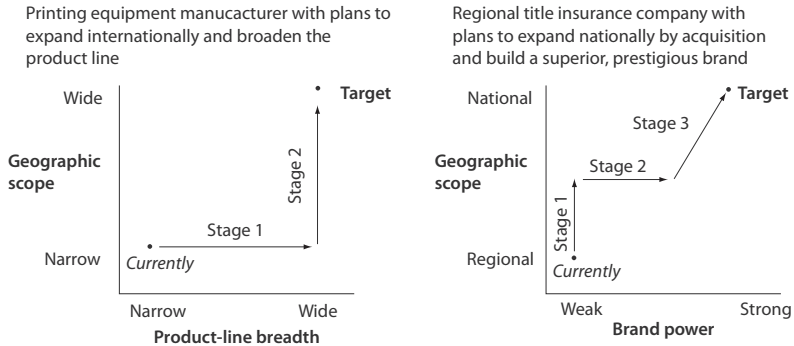 Printing equipment manucacturer with plans to
expand internationally and broaden the
product line
Wide
Target
Geographic
scope
Stage 2
Stage 1
Narrow
Currently
Narrow
Wide
Product-line breadth
Regional title insurance company with
plans to expand nationally by acquisition
and build a superior, prestigious brand
National
Target
Stage 3
Geographic
scope
Stage 2
Stage 1
Regional
Currently
Weak
Strong
Brand power